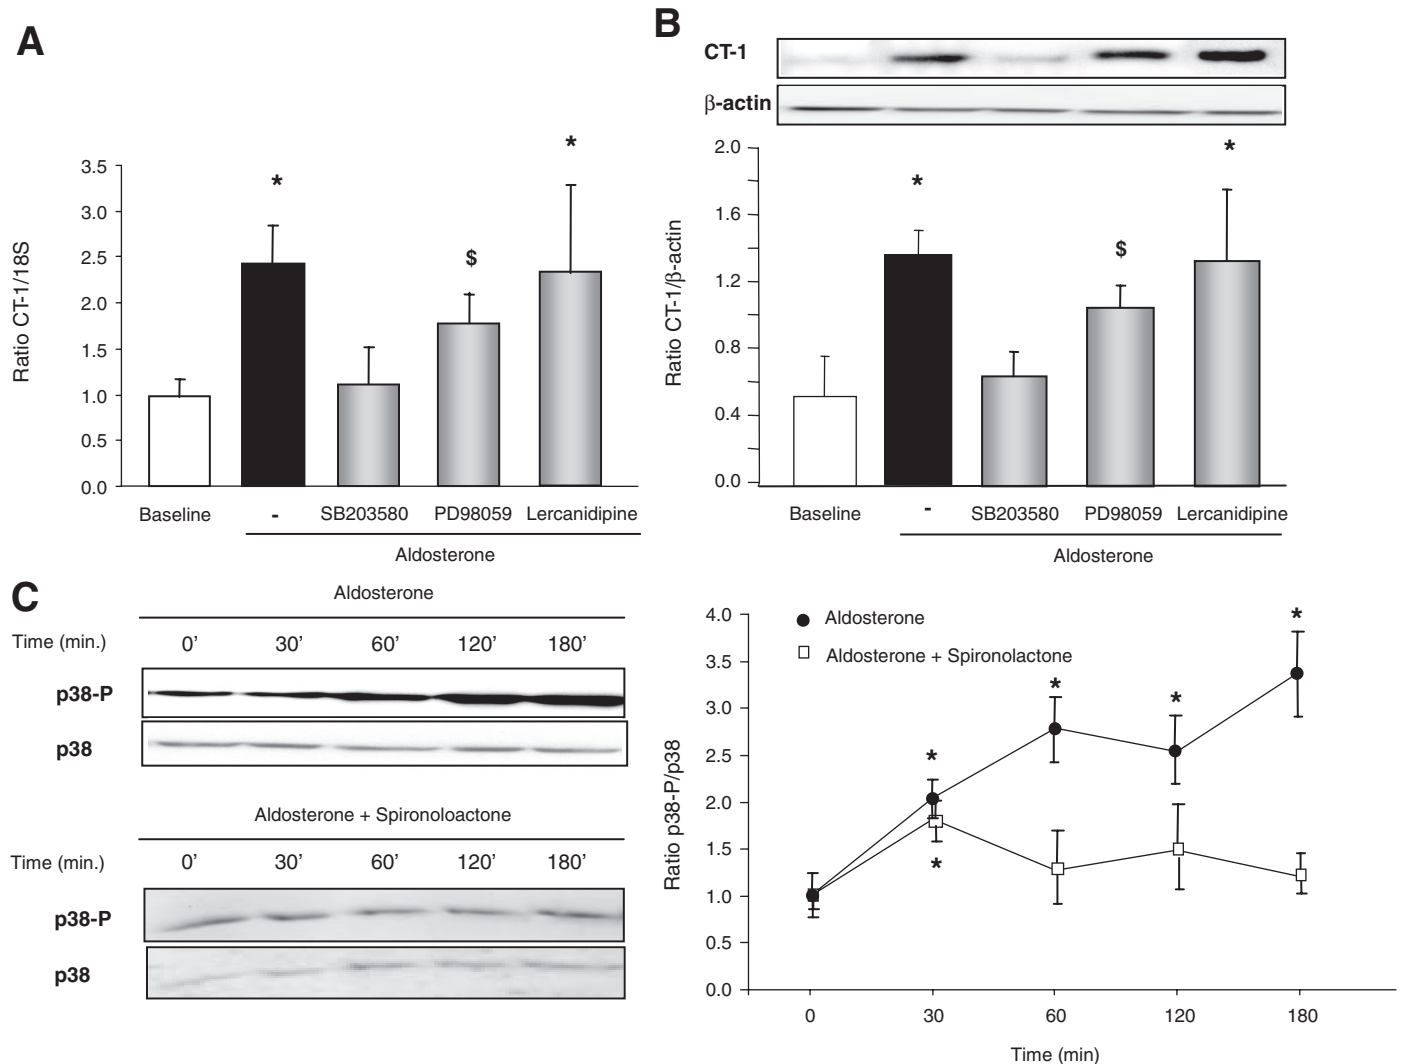 A
Ratio CT-1/18S
3.5
3.0
2.5
2.0
1.5
1.0
0.5
0.0
*
$
*
Baseline - SB203580 PD98059 Lercanidipine
Aldosterone
B
CT-1
β-actin
Ratio CT-1/β-actin
2.0
1.6
1.2
0.8
0.4
0.0
*
$
*
Baseline - SB203580 PD98059 Lercanidipine
Aldosterone
C
Aldosterone
Time (min.) 0’ 30’ 60’ 120’ 180’
p38-P
p38
Aldosterone + Spironoloactone
Time (min.) 0’ 30’ 60’ 120’ 180’
p38-P
p38
Aldosterone
Aldosterone + Spironolactone
Ratio p38-P/p38
4.0
3.5
3.0
2.5
2.0
1.5
1.0
0.5
0.0
*
*
*
*
*
0 30 60 120 180
Time (min)